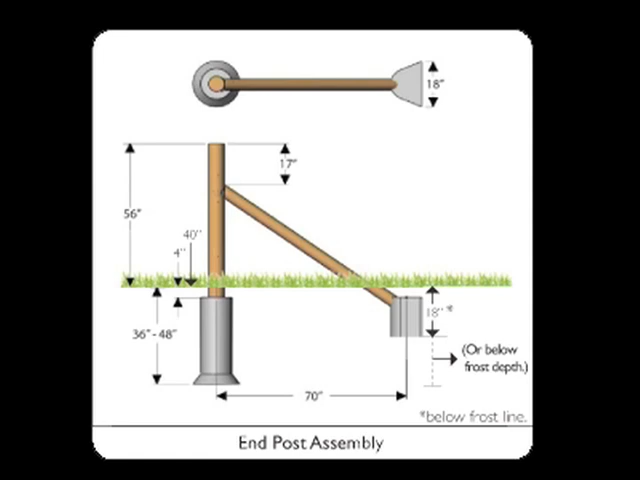 18"
17"
56"
40"
4"
18" *
36" - 48"
(Or below
frost depth.)
70"
*below frost line.
End Post Assembly